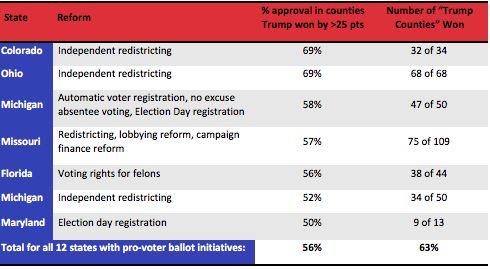 State Reform % approval in counties Trump won by >25 pts Number of “Trump Counties” Won
Colorado Independent redistricting 69% 32 of 34
Ohio Independent redistricting 69% 68 of 68
Michigan Automatic voter registration, no excuse absentee voting, Election Day registration 58% 47 of 50
Missouri Redistricting, lobbying reform, campaign finance reform 57% 75 of 109
Florida Voting rights for felons 56% 38 of 44
Michigan Independent redistricting 52% 34 of 50
Maryland Election day registration 50% 9 of 13
Total for all 12 states with pro-voter ballot initiatives: 56% 63%